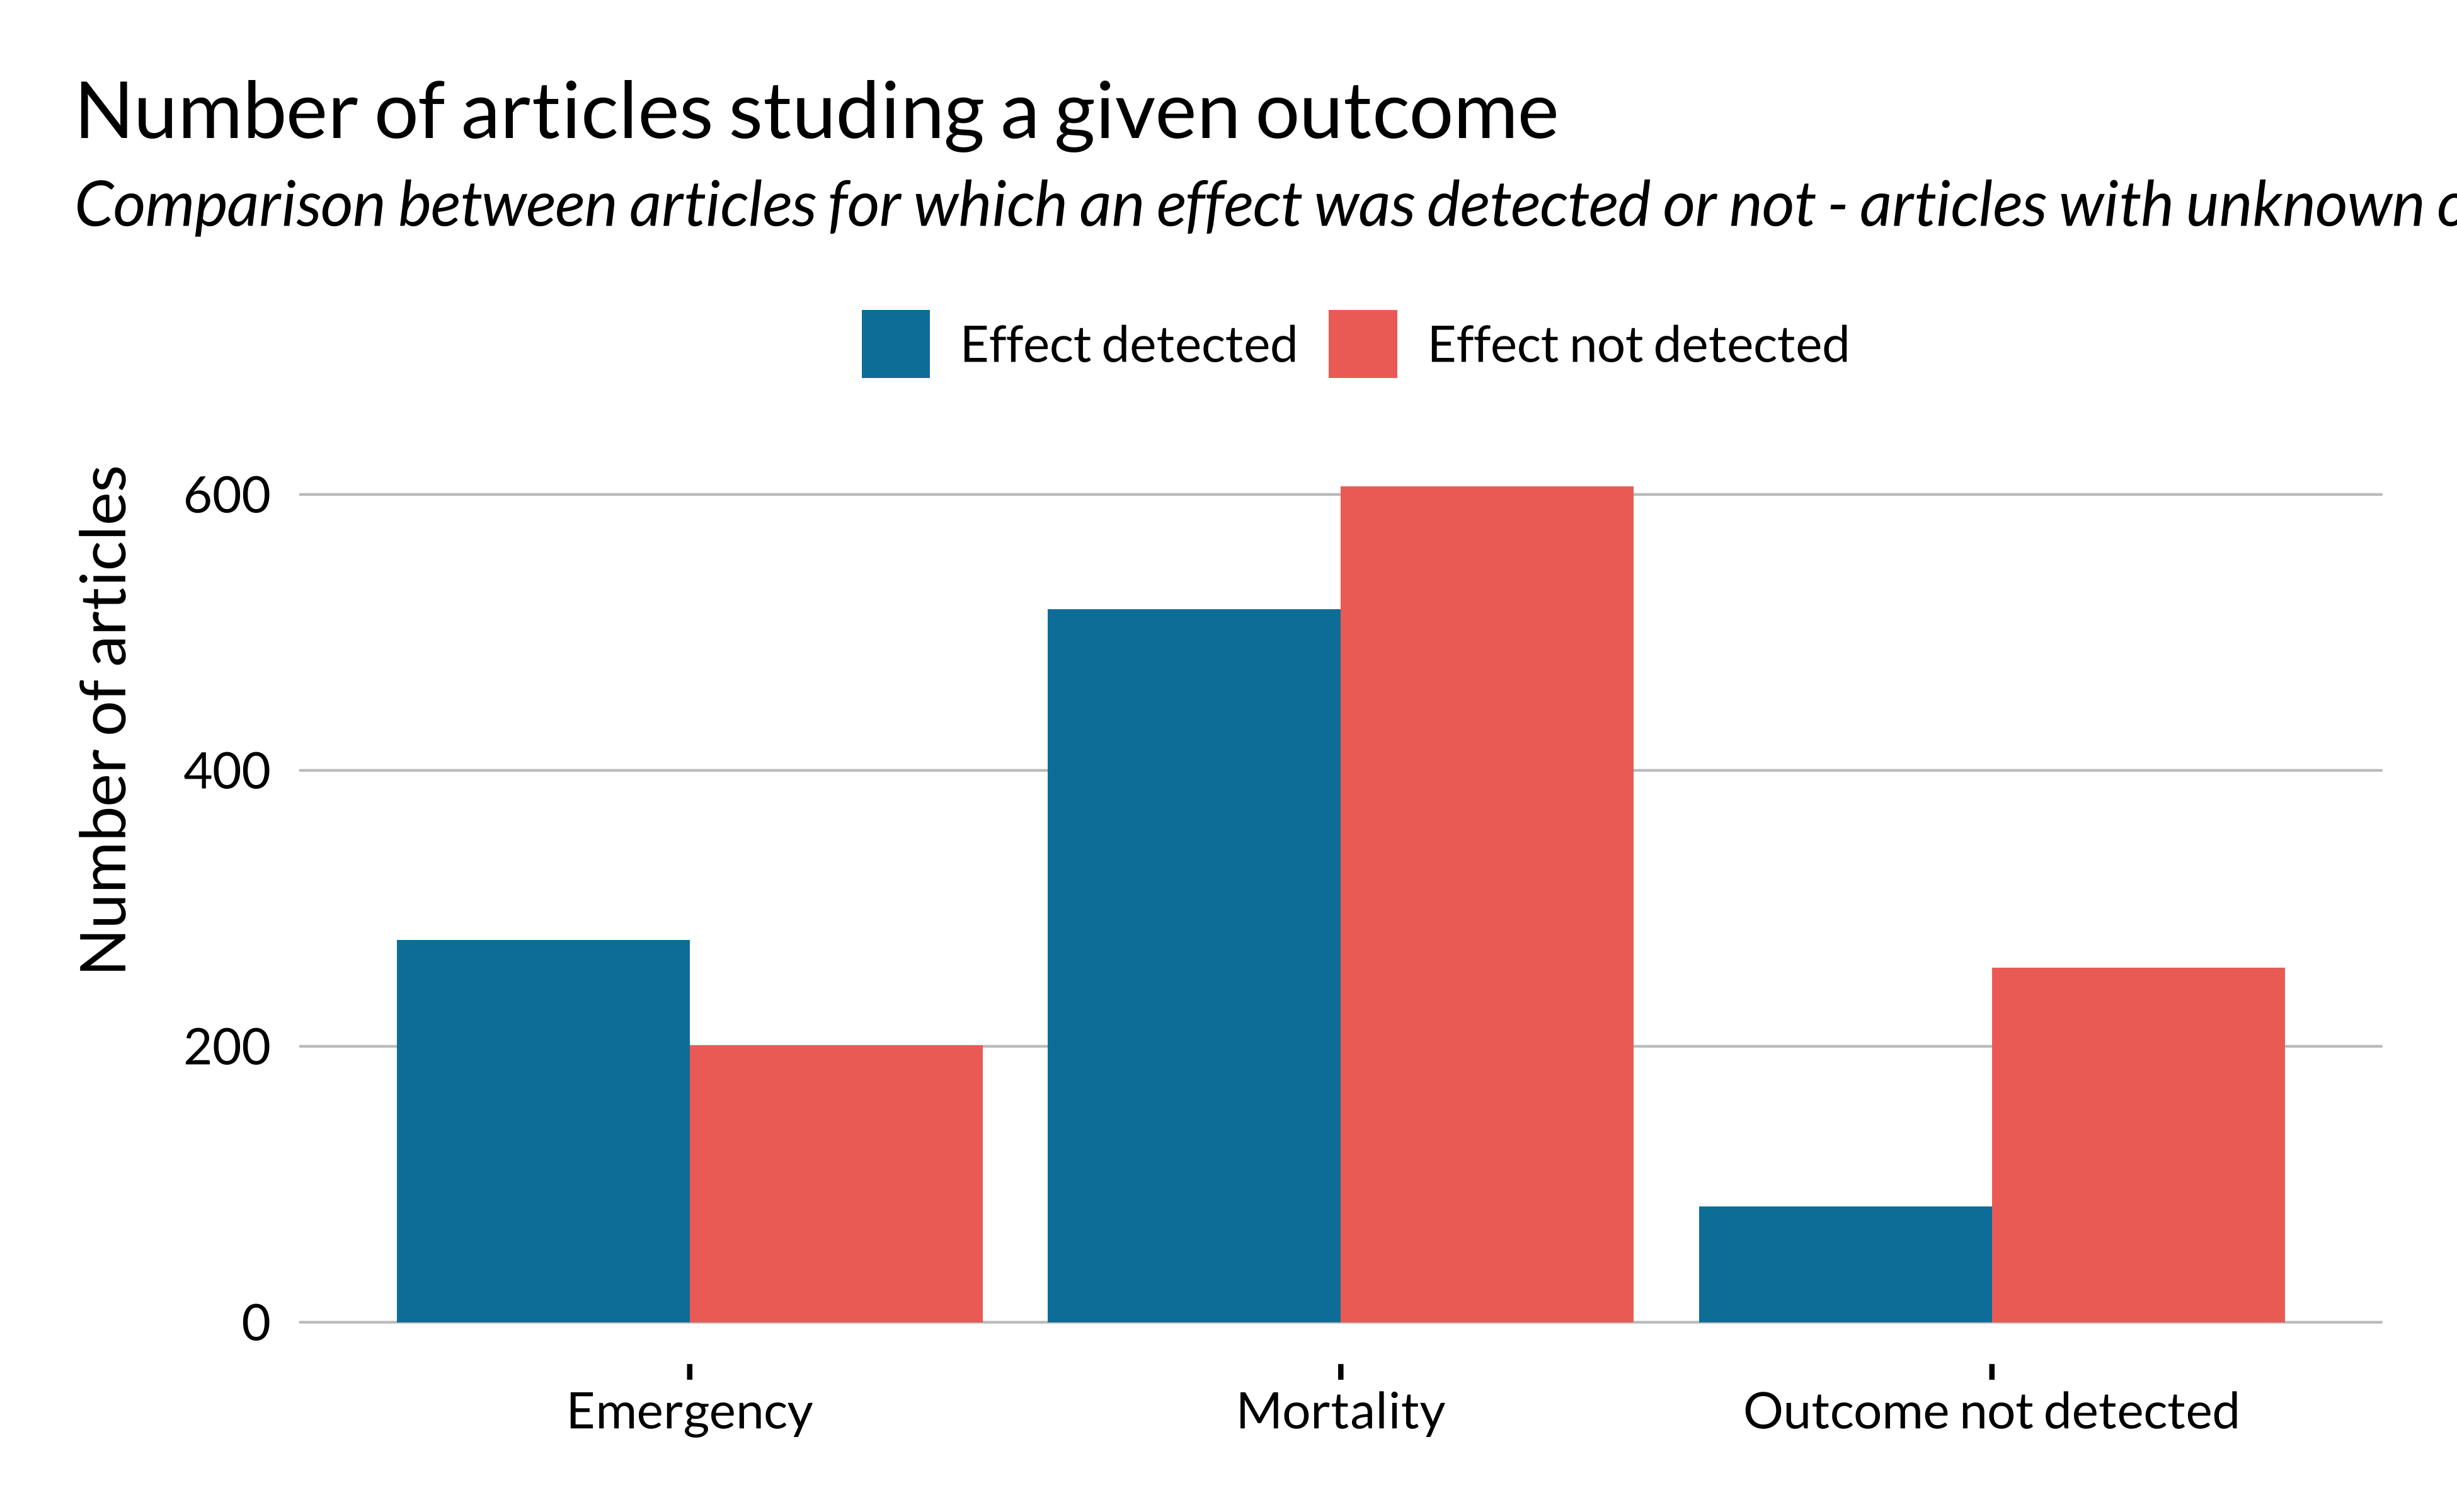 Number of articles studing a given outcome
Comparison between articles for which an effect was detected or not - articles with unknown
Effect detected
Effect not detected
Number of articles
600
400
200
0
Emergency
Mortality
Outcome not detected